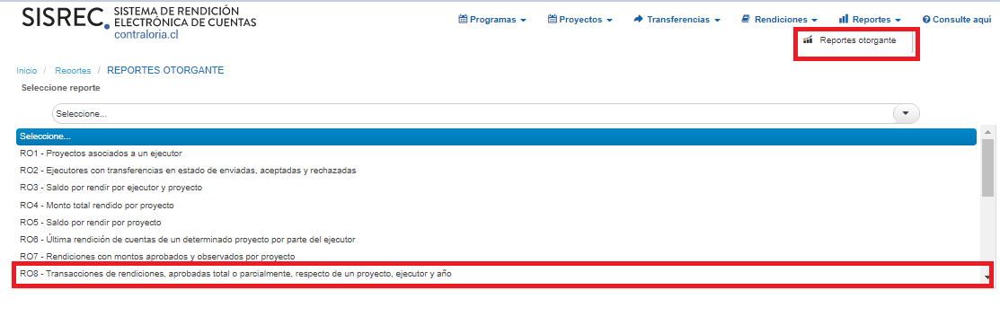 SISREC. SISTEMA DE RENDICIÓN
ELECTRÓNICA DE CUENTAS
contraloria.cl
Programas Proyectos Transferencias Rendiciones Reportes Consulte aquí
Reportes otorgante
Inicio / Reportes / REPORTES OTORGANTE
Seleccione reporte
Seleccione...
Seleccione...
RO1 - Proyectos asociados a un ejecutor
RO2 - Ejecutores con transferencias en estado de enviadas, aceptadas y rechazadas
RO3 - Saldo por rendir por ejecutor y proyecto
RO4 - Monto total rendido por proyecto
RO5 - Saldo por rendir por proyecto
RO6 - Última rendición de cuentas de un determinado proyecto por parte del ejecutor
RO7 - Rendiciones con montos aprobados y observados por proyecto
RO8 - Transacciones de rendiciones, aprobadas total o parcialmente, respecto de un proyecto, ejecutor y año